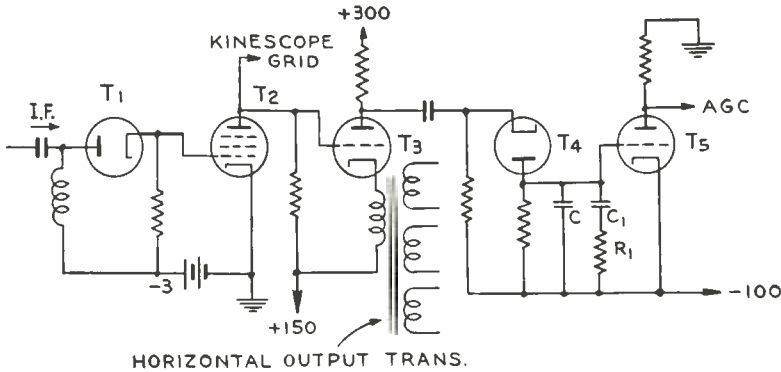 +300
KINESCOPE
GRID
I.F.
T1
T2
T3
T4
T5
AGC
C
C1
R1
-3
+150
-100
HORIZONTAL OUTPUT TRANS.